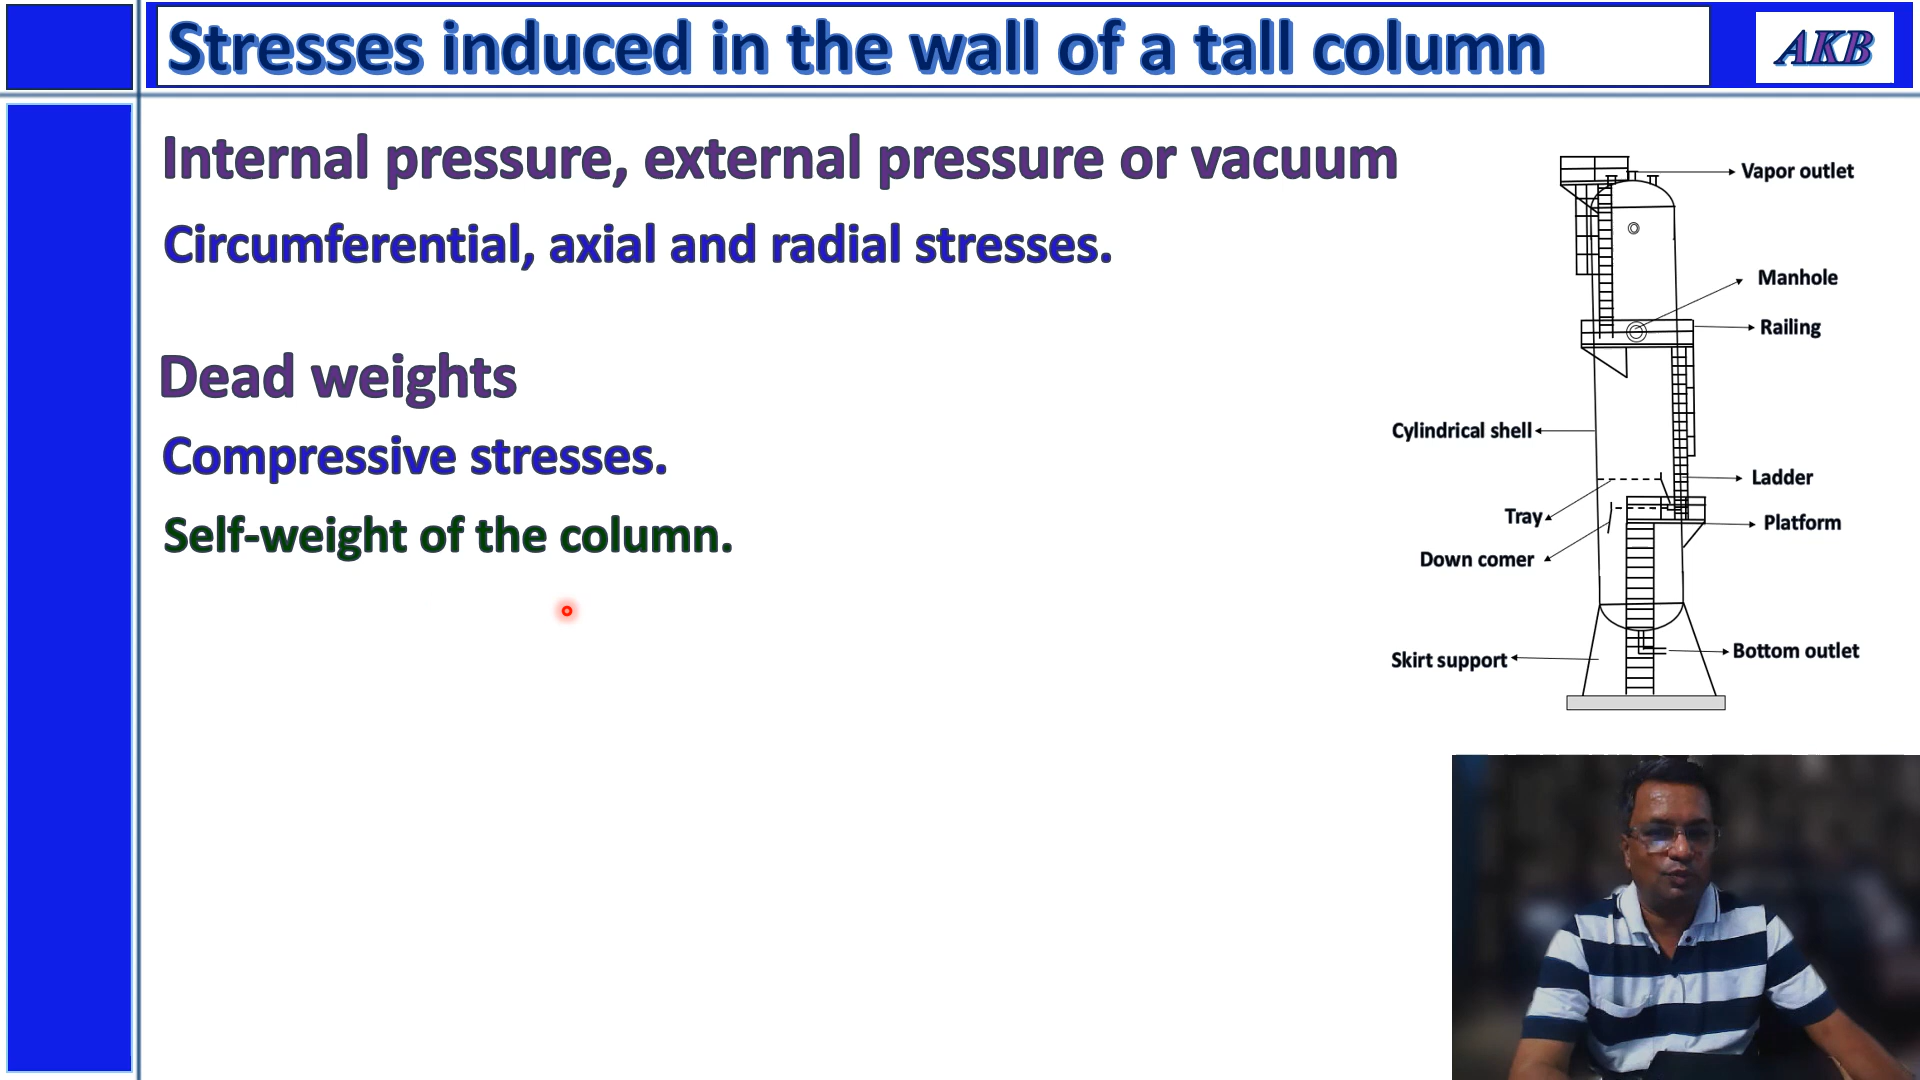 Stresses induced in the wall of a tall column
AKB
Internal pressure, external pressure or vacuum
Circumferential, axial and radial stresses.
Dead weights
Compressive stresses.
Self-weight of the column.
Vapor outlet
Manhole
Railing
Cylindrical shell
Ladder
Tray
Platform
Down comer
Bottom outlet
Skirt support